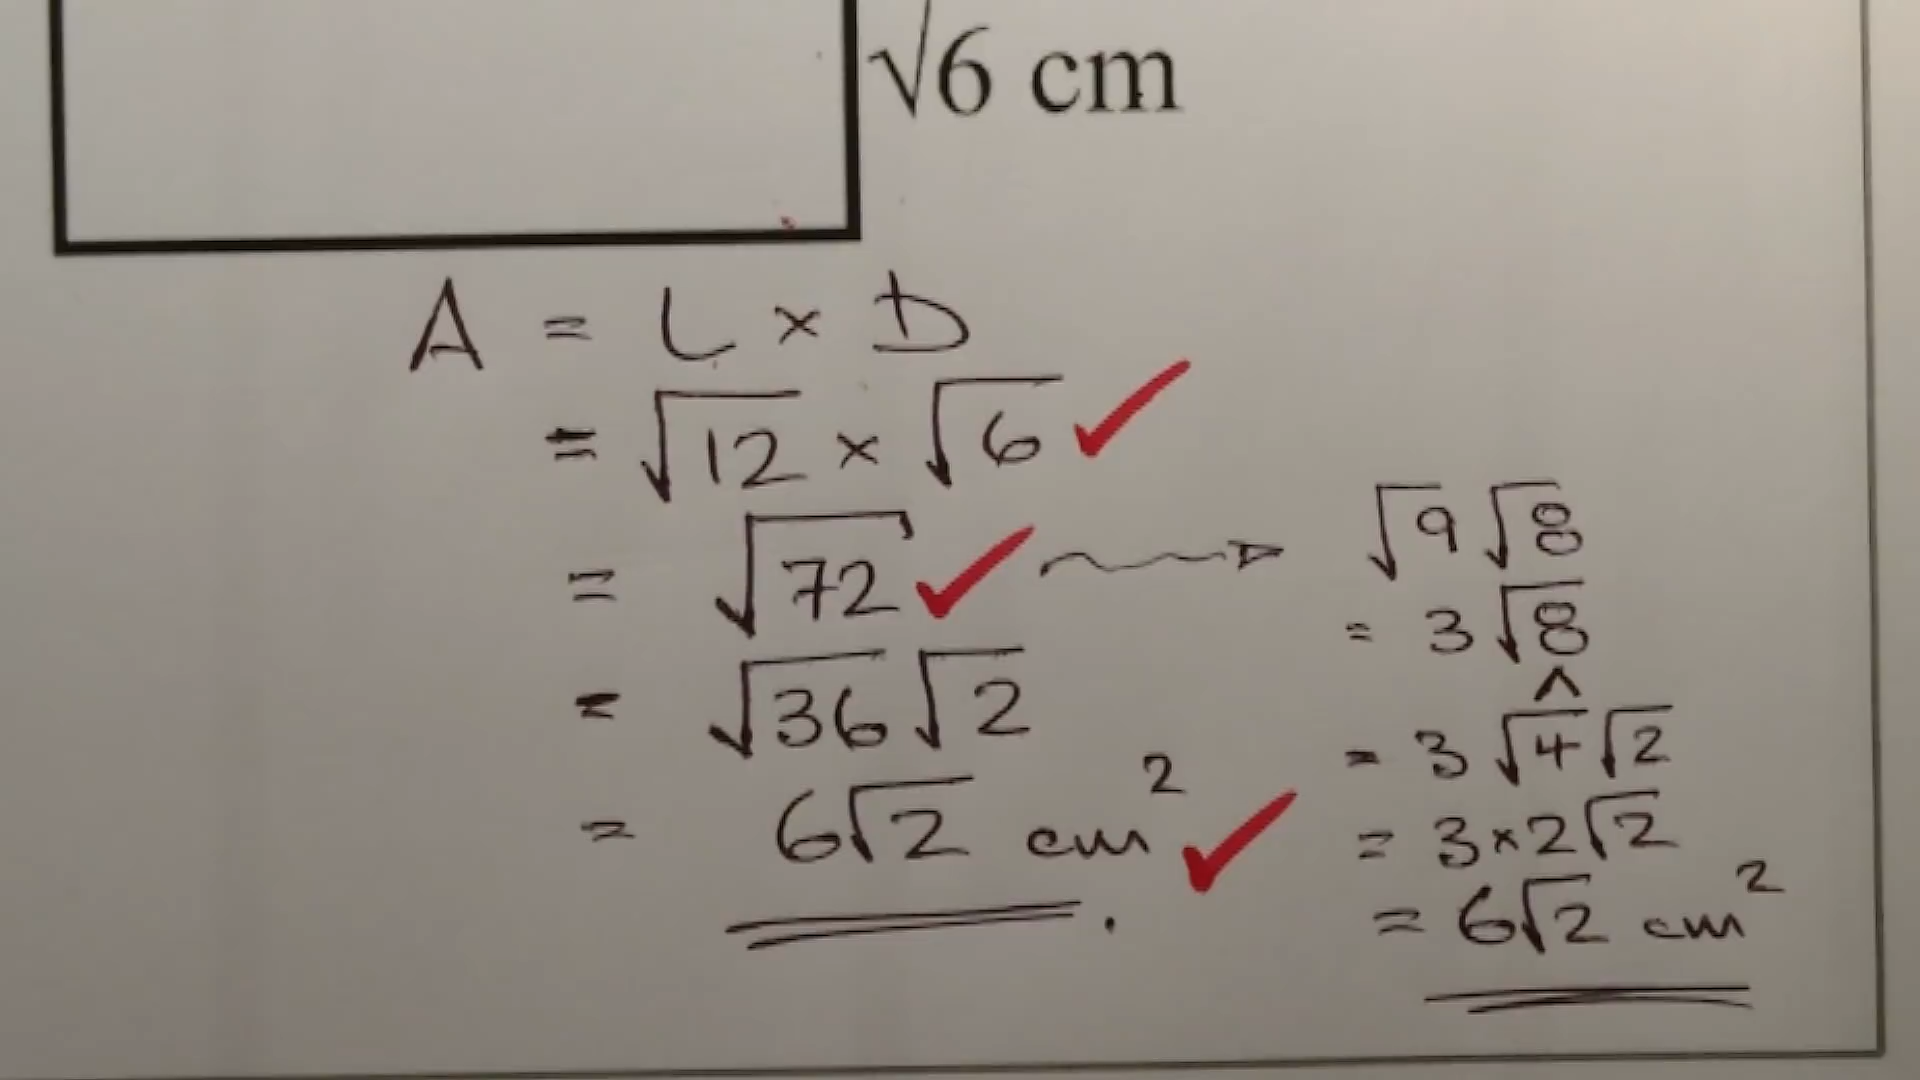 √6 cm
A = L × D
= √12 × √6
= √72
= √36 √2
= 6√2 cm²
√9 √8
= 3 √8
= 3 √4 √2
= 3 × 2√2
= 6√2 cm²